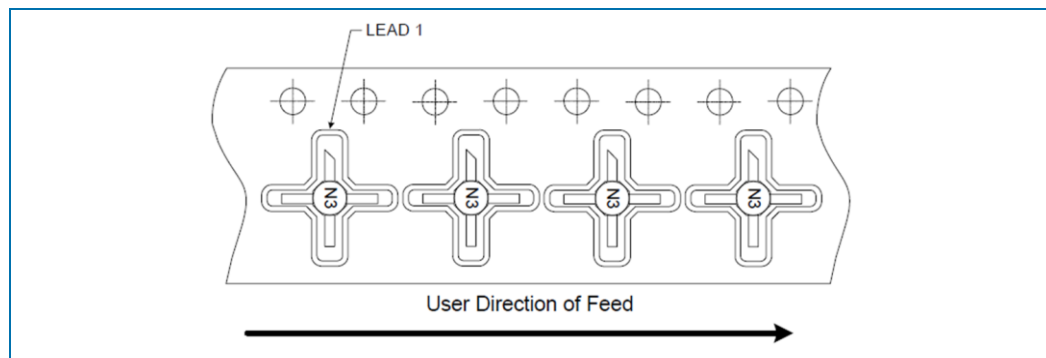 LEAD 1
N3 N3 N3 N3
User Direction of Feed